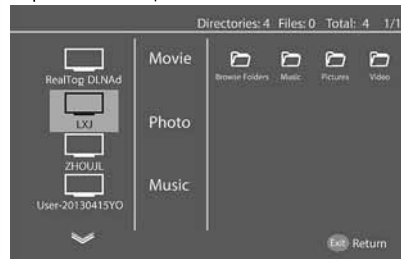 Directories: 4 Files: 0 Total: 4 1/1
RealTog DLNAd
LXJ
ZHOUJL
User-20130415YO
Movie
Photo
Music
Browse Folders Music Pictures Video
Exit Return